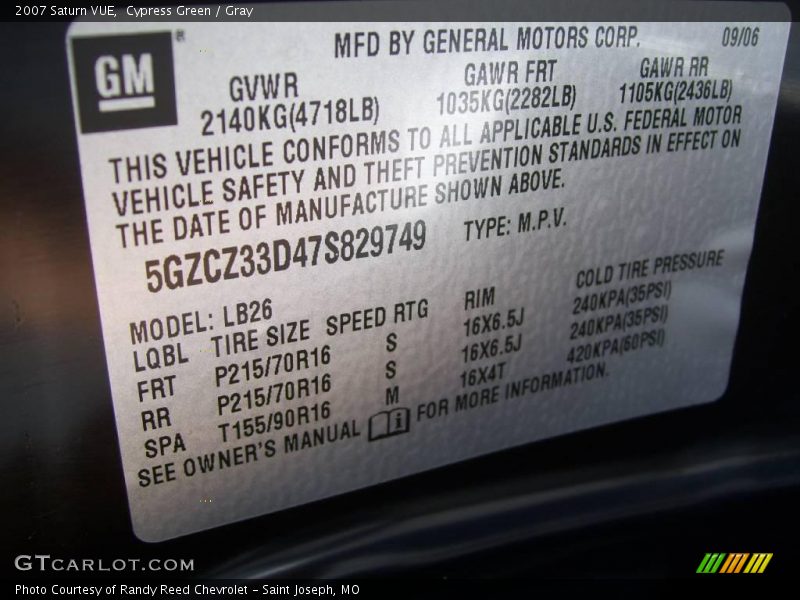 2007 Saturn VUE, Cypress Green / Gray
GM
MFD BY GENERAL MOTORS CORP. 09/06
GVWR GAWR FRT GAWR RR
2140KG(4718LB) 1035KG(2282LB) 1105KG(2436LB)
THIS VEHICLE CONFORMS TO ALL APPLICABLE U.S. FEDERAL MOTOR
VEHICLE SAFETY AND THEFT PREVENTION STANDARDS IN EFFECT ON
THE DATE OF MANUFACTURE SHOWN ABOVE.
5GZCZ33D47S829749 TYPE: M.P.V.
MODEL: LB26
LQBL TIRE SIZE SPEED RTG RIM COLD TIRE PRESSURE
FRT P215/70R16 S 16X6.5J 240KPA(35PSI)
RR P215/70R16 S 16X6.5J 240KPA(35PSI)
SPA T155/90R16 M 16X4T 420KPA(60PSI)
SEE OWNER'S MANUAL i FOR MORE INFORMATION.
GTCARLOT.COM
Photo Courtesy of Randy Reed Chevrolet - Saint Joseph, MO